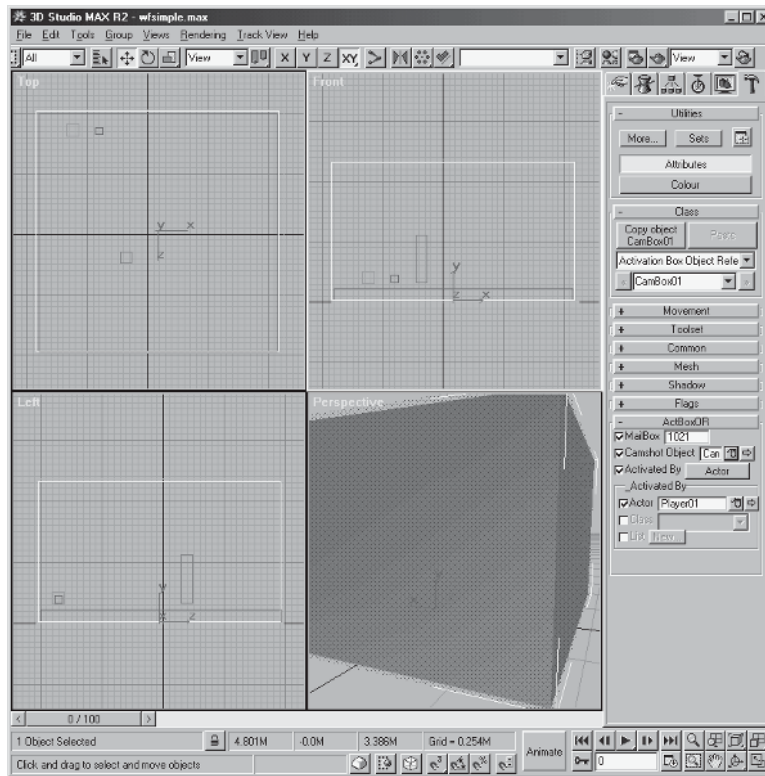 3D Studio MAX R2 - wfsimple.max
File Edit Tools Group Views Rendering Track View Help
All View X Y Z XY View
Top
y x
z
Front
y
z x
Left
y
x z
Perspective
x
Utilities
More... Sets
Attributes
Colour
Class
Copy object CamBox01 Paste
Activation Box Object Refe
CamBox01
Movement
Toolset
Common
Mesh
Shadow
Flags
ActBoxOR
MailBox 1021
Camshot Object Can
Activated By Actor
_Activated By
Actor Player01
Class
List New...
0 / 100
1 Object Selected 4.801M -0.0M 3.386M Grid = 0.254M
Animate
Click and drag to select and move objects
0